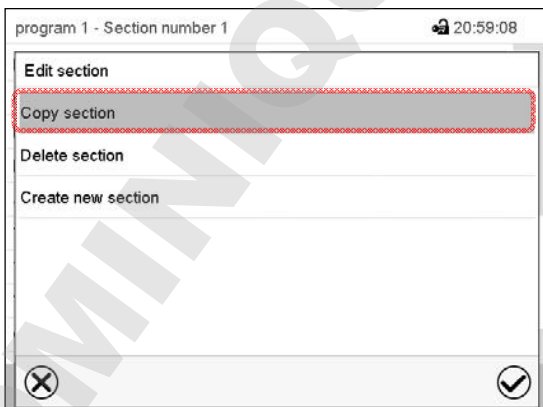 program 1 - Section number 1 20:59:08
Edit section
Copy section
Delete section
Create new section